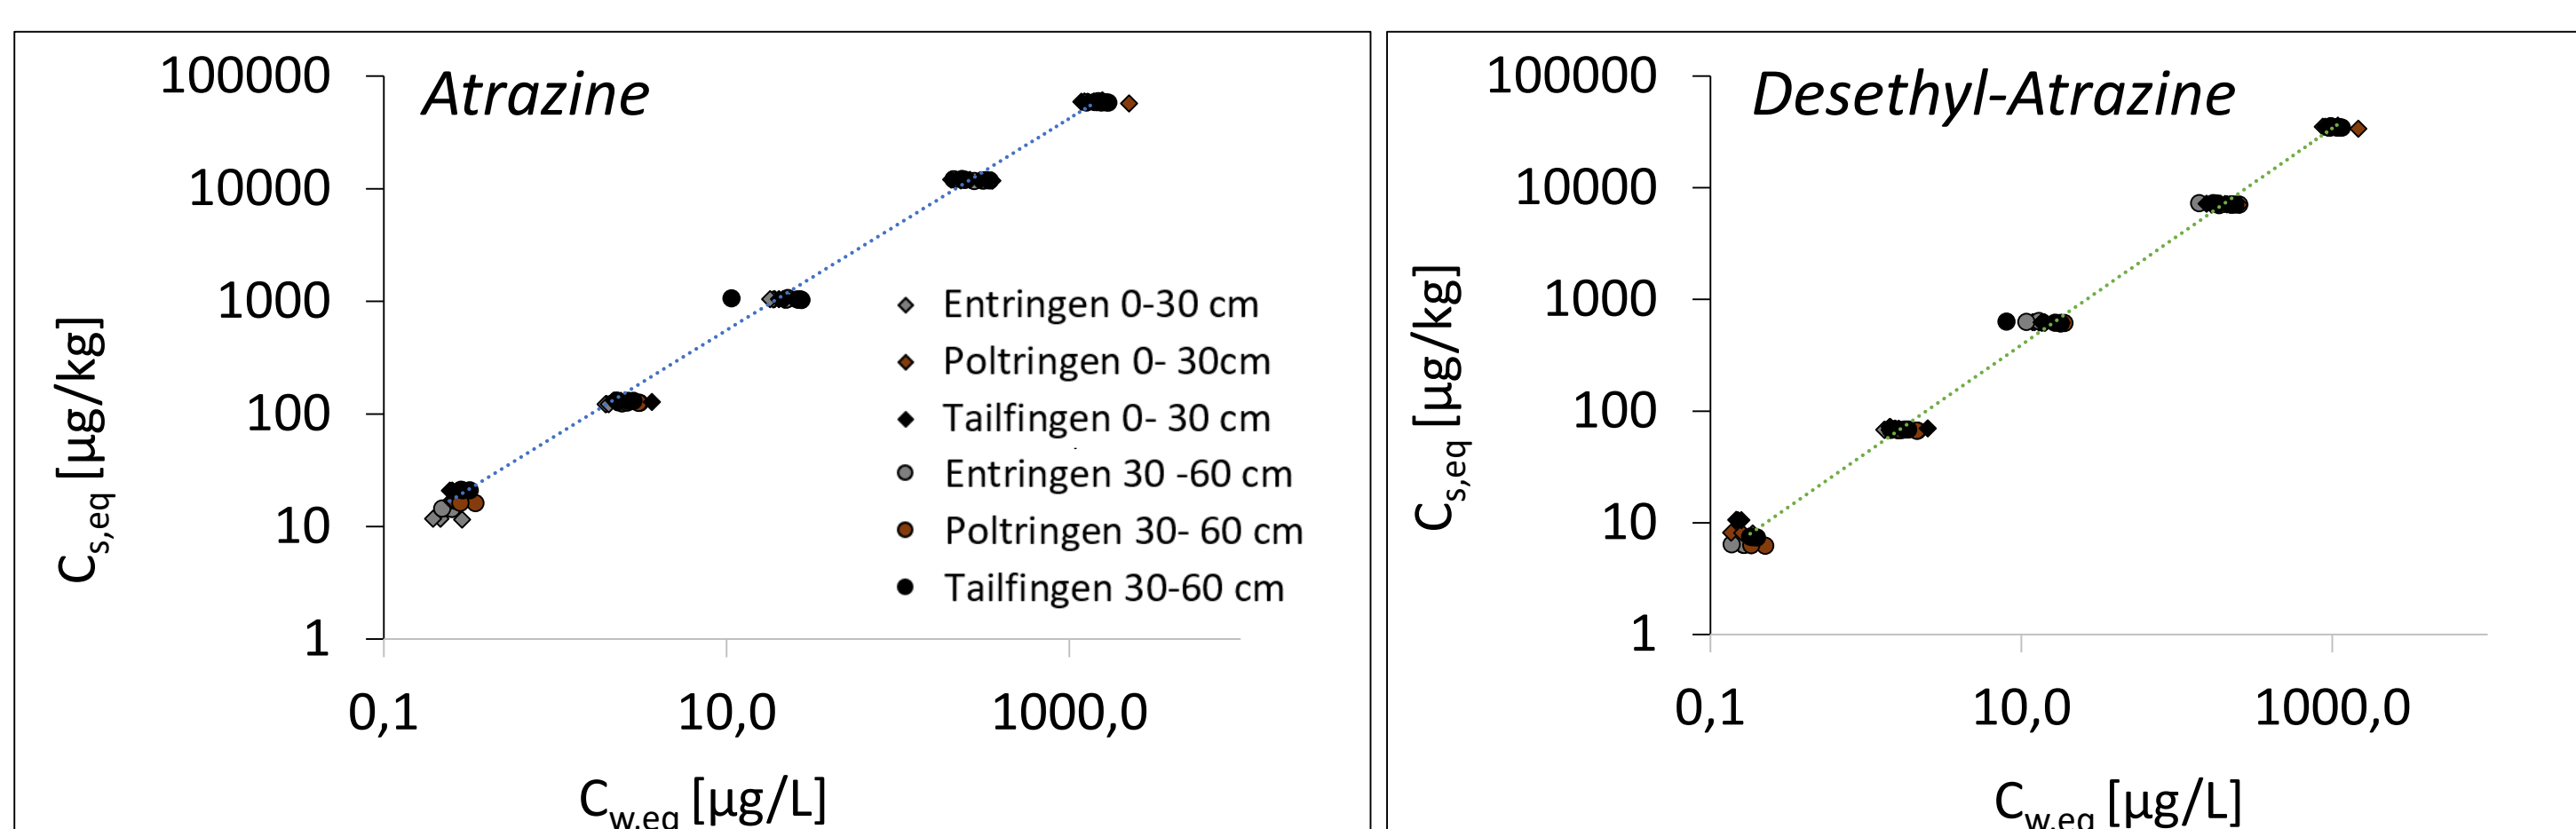 Atrazine
100000
10000
1000
100
10
1
Cs,eq [µg/kg]
0,1
10,0
1000,0
Cw,eq [µg/L]
Entringen 0-30 cm
Poltringen 0- 30cm
Tailfingen 0- 30 cm
Entringen 30 -60 cm
Poltringen 30- 60 cm
Tailfingen 30-60 cm
Desethyl-Atrazine
100000
10000
1000
100
10
1
Cs,eq [µg/kg]
0,1
10,0
1000,0
Cw,eq [µg/L]